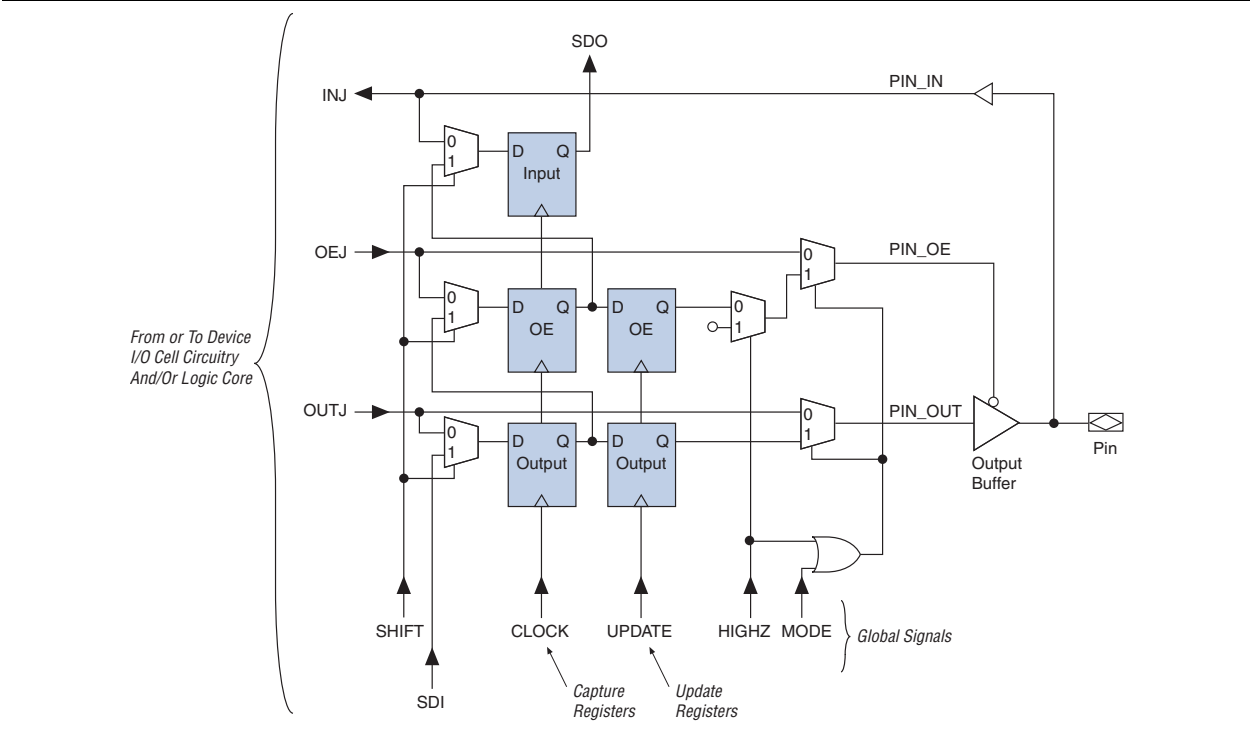 SDO
INJ
PIN_IN
0
1
D Q
Input
OEJ
0
1
PIN_OE
0
1
D Q
OE
D Q
OE
0
1
From or To Device
I/O Cell Circuitry
And/Or Logic Core
OUTJ
0
1
PIN_OUT
0
1
D Q
Output
D Q
Output
Output
Buffer
Pin
SHIFT
CLOCK
UPDATE
HIGHZ
MODE
Global Signals
SDI
Capture
Registers
Update
Registers